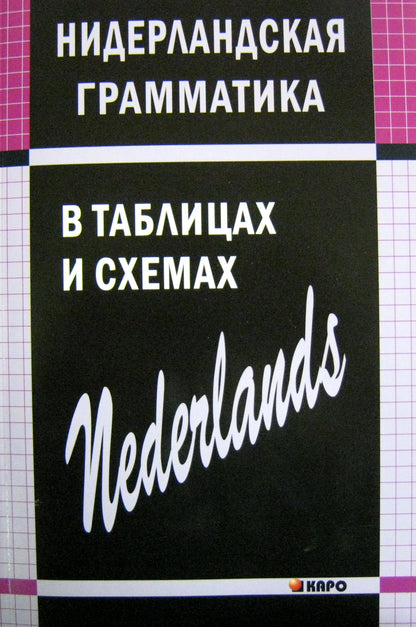 НИДЕРЛАНДСКАЯ
ГРАММАТИКА
В ТАБЛИЦАХ
И СХЕМАХ
Nederlands
КАРО